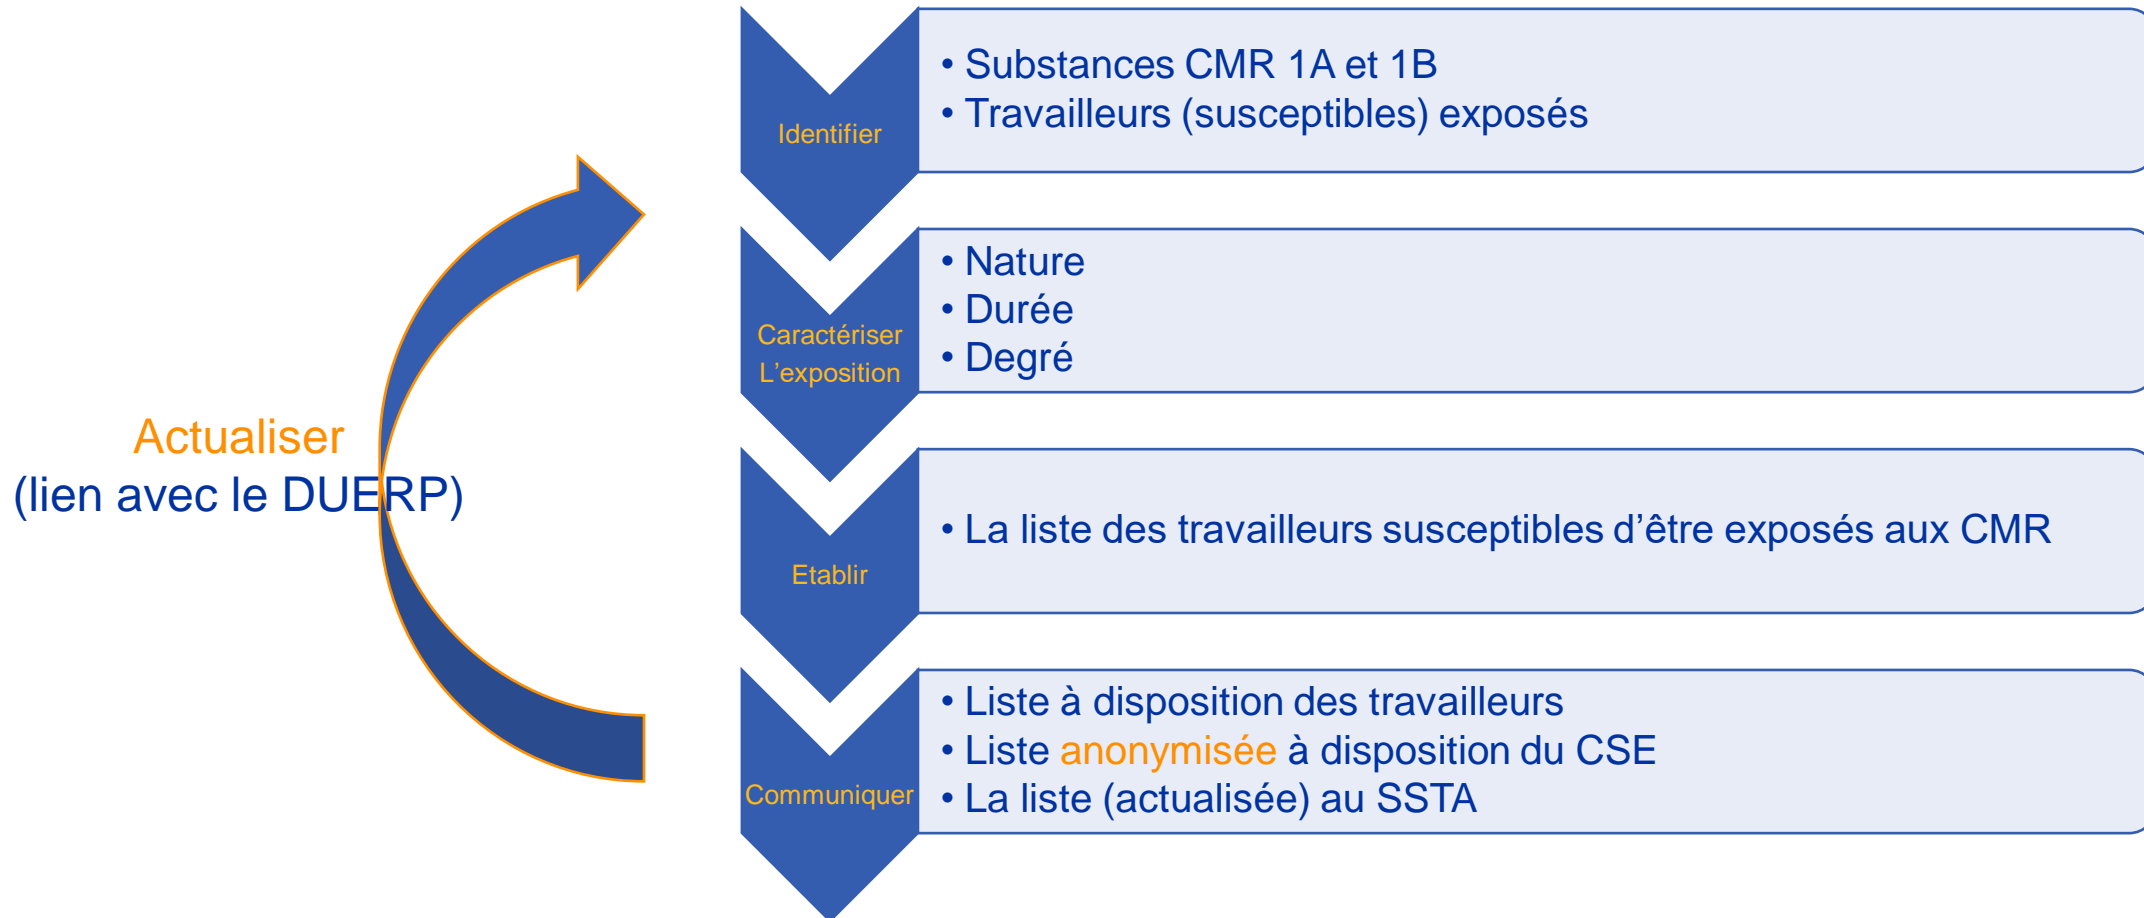 Identifier
• Substances CMR 1A et 1B
• Travailleurs (susceptibles) exposés
Caractériser
L’exposition
• Nature
• Durée
• Degré
Actualiser
(lien avec le DUERP)
Etablir
• La liste des travailleurs susceptibles d’être exposés aux CMR
Communiquer
• Liste à disposition des travailleurs
• Liste anonymisée à disposition du CSE
• La liste (actualisée) au SSTA